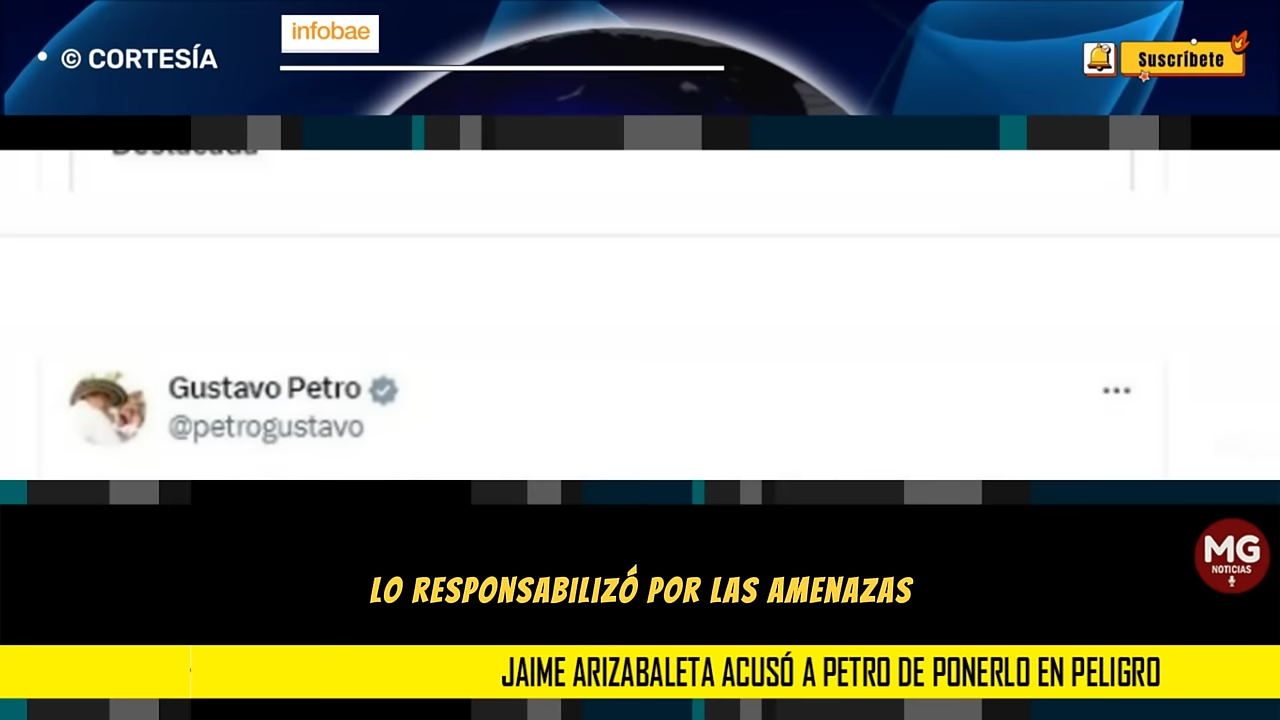 infobae
© CORTESÍA
Suscríbete
Destacada
Gustavo Petro
@petrogustavo
MG
NOTICIAS
LO RESPONSABILIZÓ POR LAS AMENAZAS
JAIME ARIZABALETA ACUSÓ A PETRO DE PONERLO EN PELIGRO